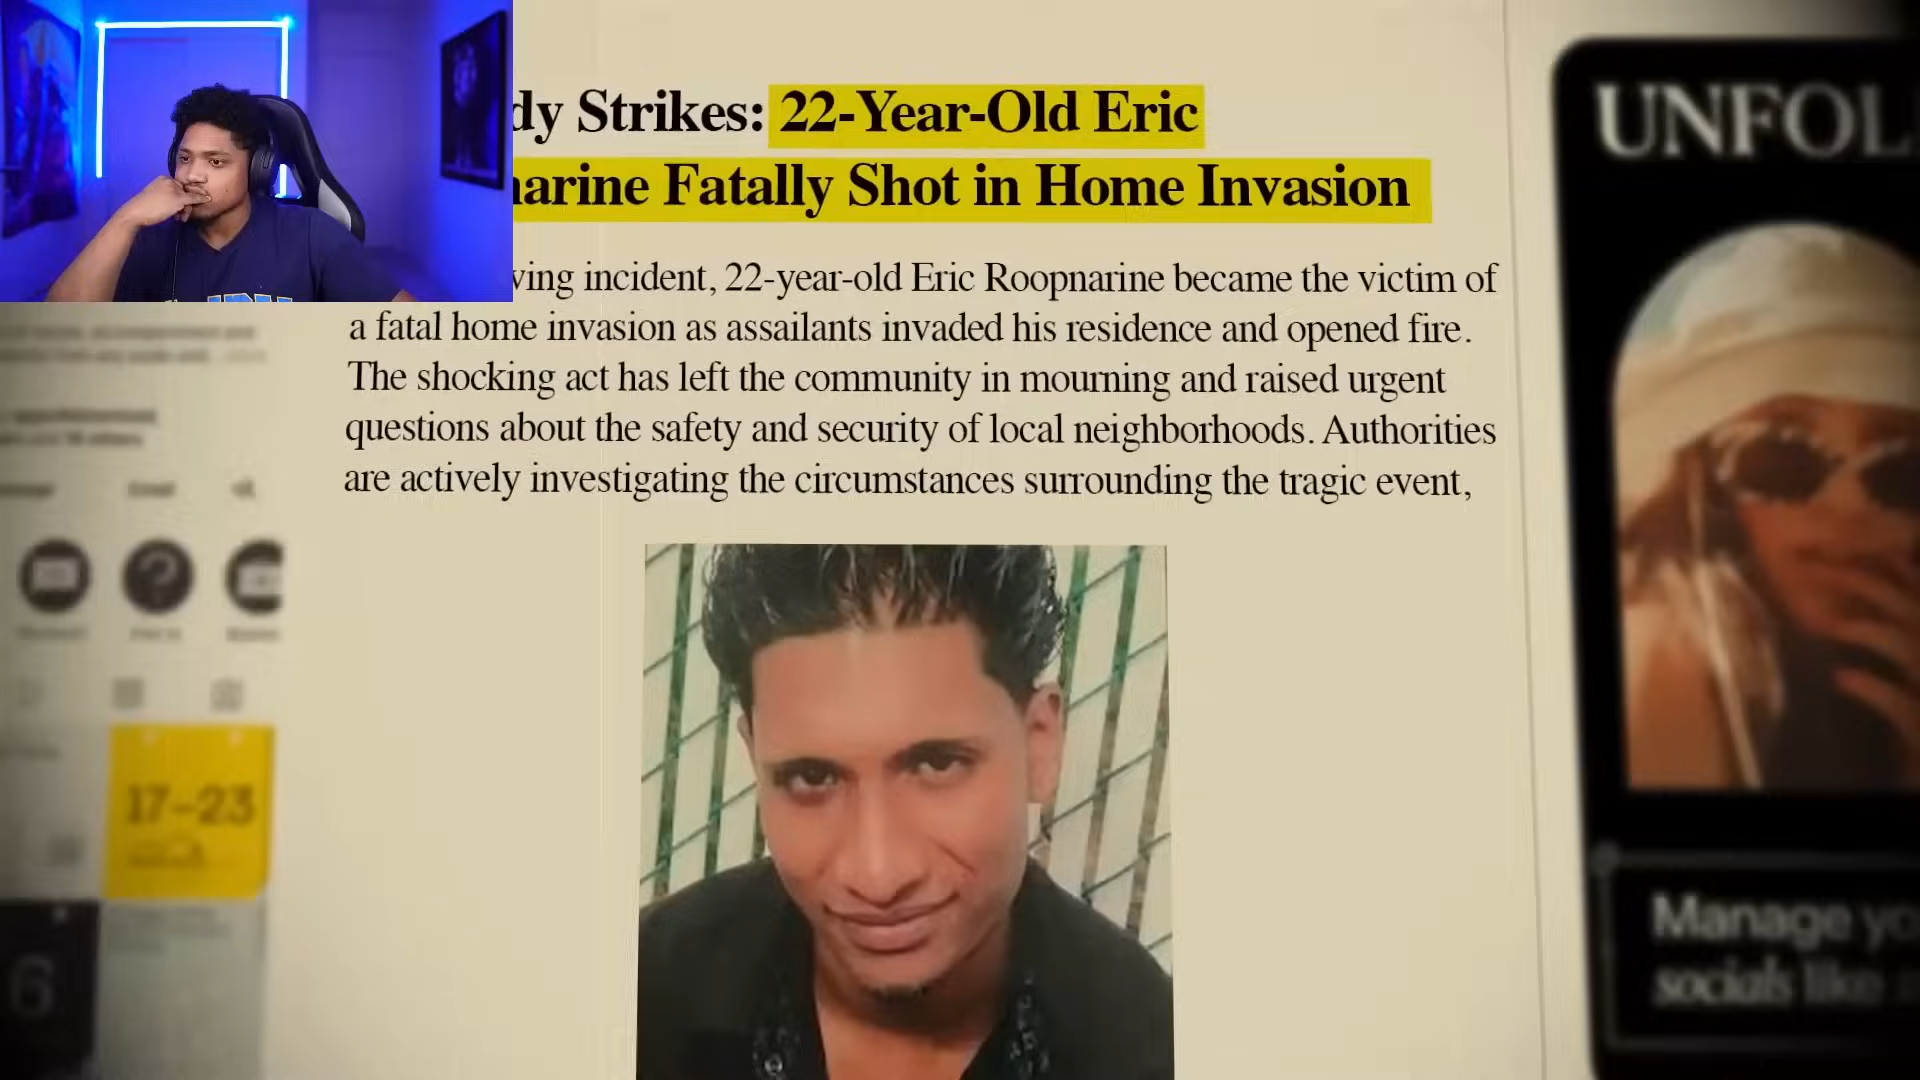 dy Strikes: 22-Year-Old Eric
narine Fatally Shot in Home Invasion
ving incident, 22-year-old Eric Roopnarine became the victim of
a fatal home invasion as assailants invaded his residence and opened fire.
The shocking act has left the community in mourning and raised urgent
questions about the safety and security of local neighborhoods. Authorities
are actively investigating the circumstances surrounding the tragic event,
17-23
6
UNFOL
Manage yo
socials like